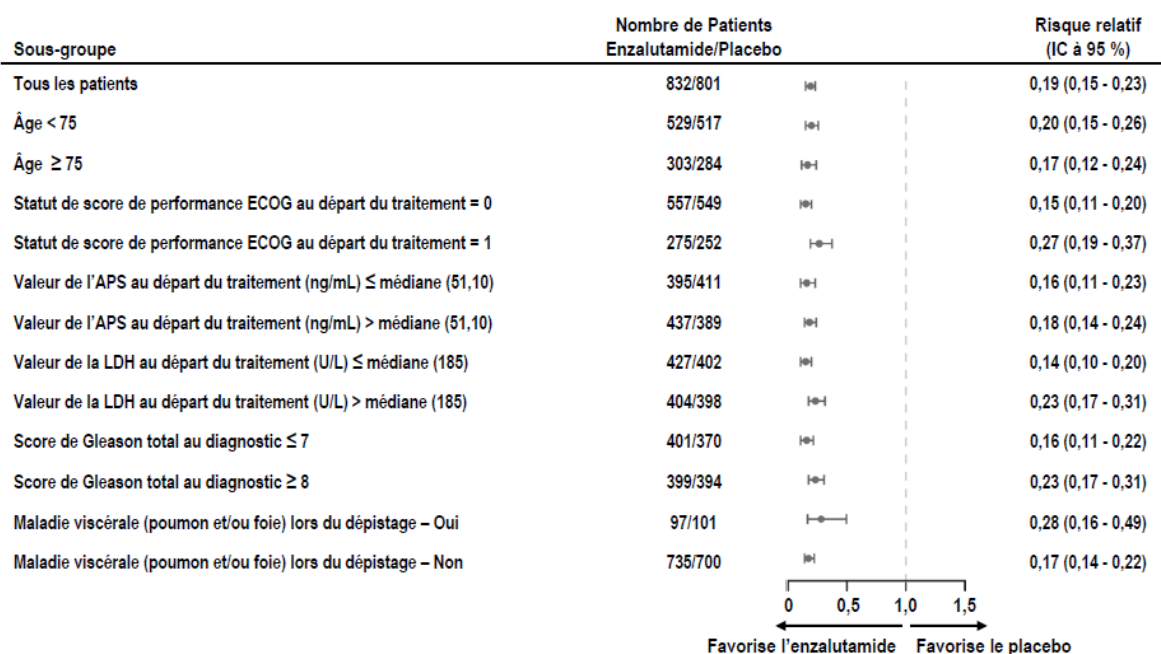 Nombre de Patients Risque relatif
Sous-groupe Enzalutamide/Placebo (IC à 95 %)
Tous les patients 832/801 0,19 (0,15 - 0,23)
Âge < 75 529/517 0,20 (0,15 - 0,26)
Âge ≥ 75 303/284 0,17 (0,12 - 0,24)
Statut de score de performance ECOG au départ du traitement = 0 557/549 0,15 (0,11 - 0,20)
Statut de score de performance ECOG au départ du traitement = 1 275/252 0,27 (0,19 - 0,37)
Valeur de l'APS au départ du traitement (ng/mL) ≤ médiane (51,10) 395/411 0,16 (0,11 - 0,23)
Valeur de l'APS au départ du traitement (ng/mL) > médiane (51,10) 437/389 0,18 (0,14 - 0,24)
Valeur de la LDH au départ du traitement (U/L) ≤ médiane (185) 427/402 0,14 (0,10 - 0,20)
Valeur de la LDH au départ du traitement (U/L) > médiane (185) 404/398 0,23 (0,17 - 0,31)
Score de Gleason total au diagnostic ≤ 7 401/370 0,16 (0,11 - 0,22)
Score de Gleason total au diagnostic ≥ 8 399/394 0,23 (0,17 - 0,31)
Maladie viscérale (poumon et/ou foie) lors du dépistage – Oui 97/101 0,28 (0,16 - 0,49)
Maladie viscérale (poumon et/ou foie) lors du dépistage – Non 735/700 0,17 (0,14 - 0,22)
0 0,5 1,0 1,5
Favorise l'enzalutamide Favorise le placebo